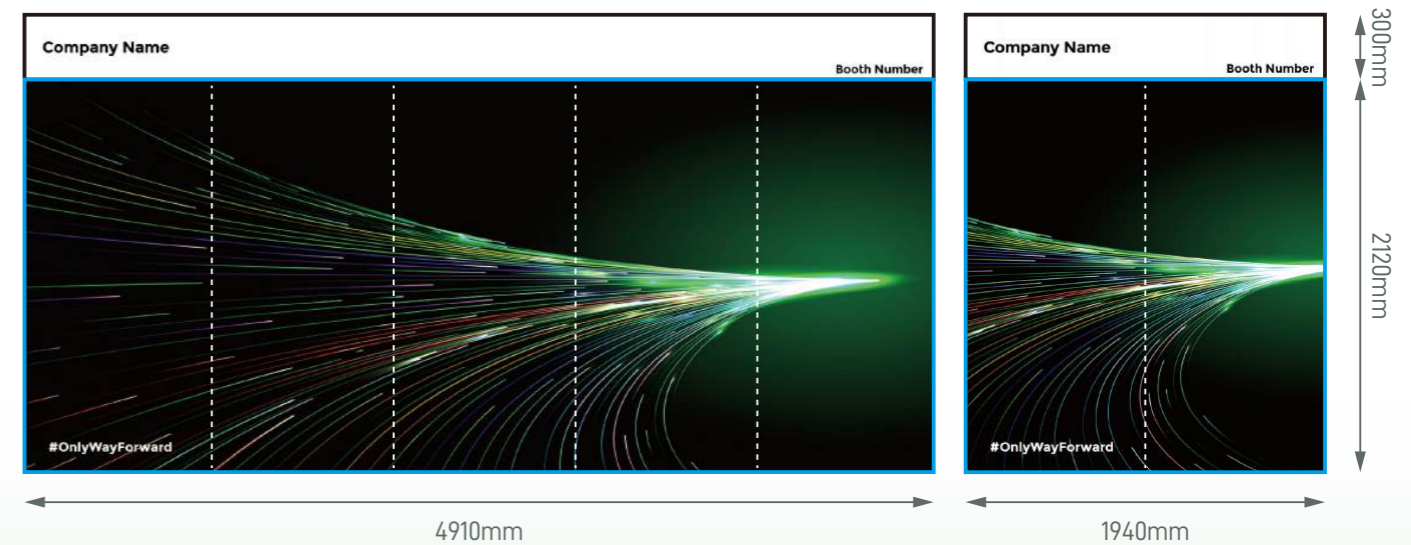 Company Name
Booth Number
#OnlyWayForward
4910mm
Company Name
Booth Number
#OnlyWayForward
1940mm
300mm
2120mm